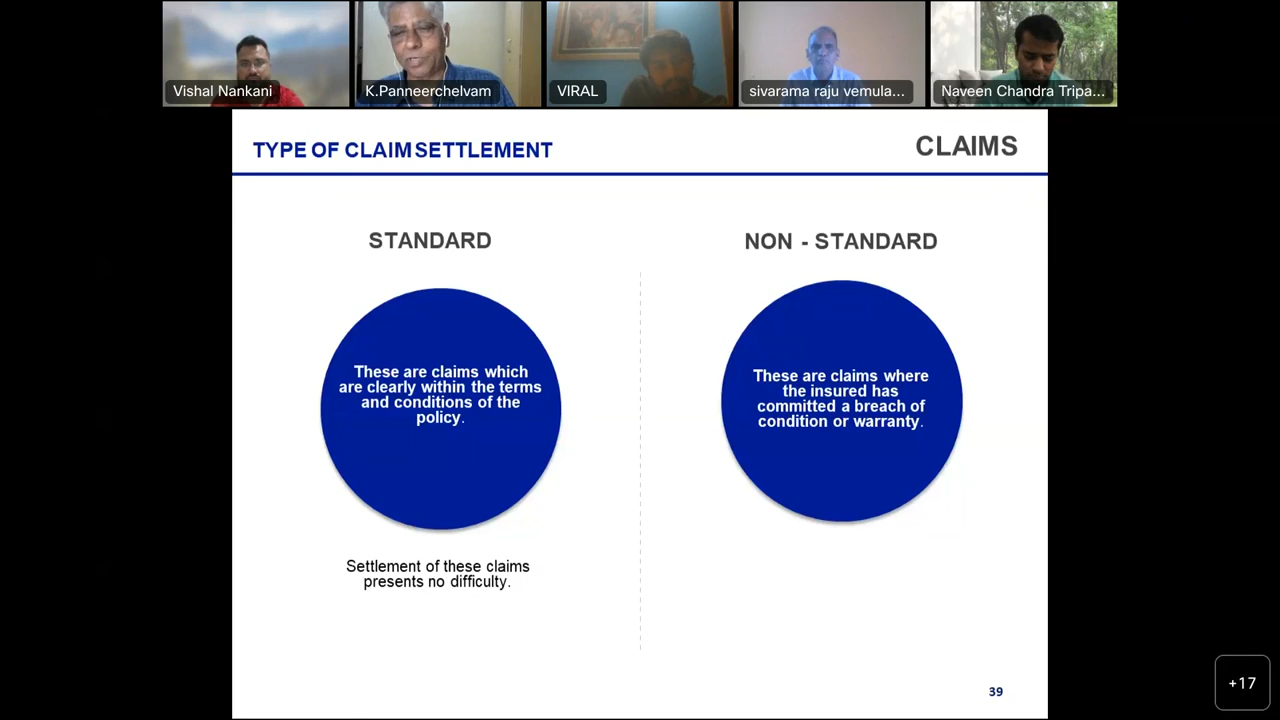 Vishal Nankani
K.Panneerchelvam
VIRAL
sivarama raju vemula...
Naveen Chandra Tripa...
TYPE OF CLAIM SETTLEMENT
CLAIMS
STANDARD
NON - STANDARD
These are claims which
are clearly within the terms
and conditions of the
policy.
These are claims where
the insured has
committed a breach of
condition or warranty.
Settlement of these claims
presents no difficulty.
39
+17